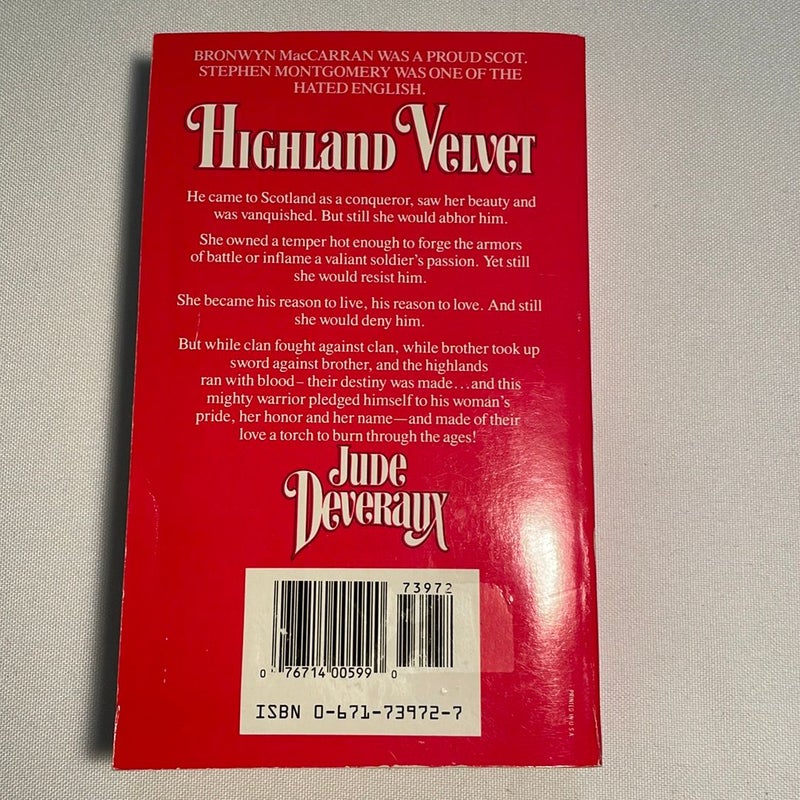 BRONWYN MacCARRAN WAS A PROUD SCOT.
STEPHEN MONTGOMERY WAS ONE OF THE
HATED ENGLISH.
HIGHLAND VELVET
He came to Scotland as a conqueror, saw her beauty and
was vanquished. But still she would abhor him.
She owned a temper hot enough to forge the armors
of battle or inflame a valiant soldier's passion. Yet still
she would resist him.
She became his reason to live, his reason to love. And still
she would deny him.
But while clan fought against clan, while brother took up
sword against brother, and the highlands
ran with blood– their destiny was made...and this
mighty warrior pledged himself to his woman's
pride, her honor and her name—and made of their
love a torch to burn through the ages!
JUDE
DEVERAUX
73972
0 76714 00599 0
ISBN 0-671-73972-7
PRINTED IN U.S.A.